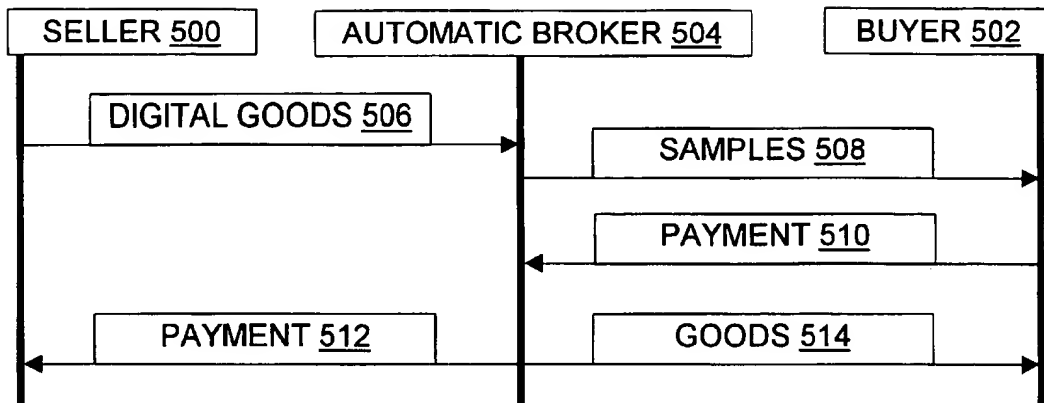 SELLER 500
AUTOMATIC BROKER 504
BUYER 502
DIGITAL GOODS 506
SAMPLES 508
PAYMENT 510
PAYMENT 512
GOODS 514